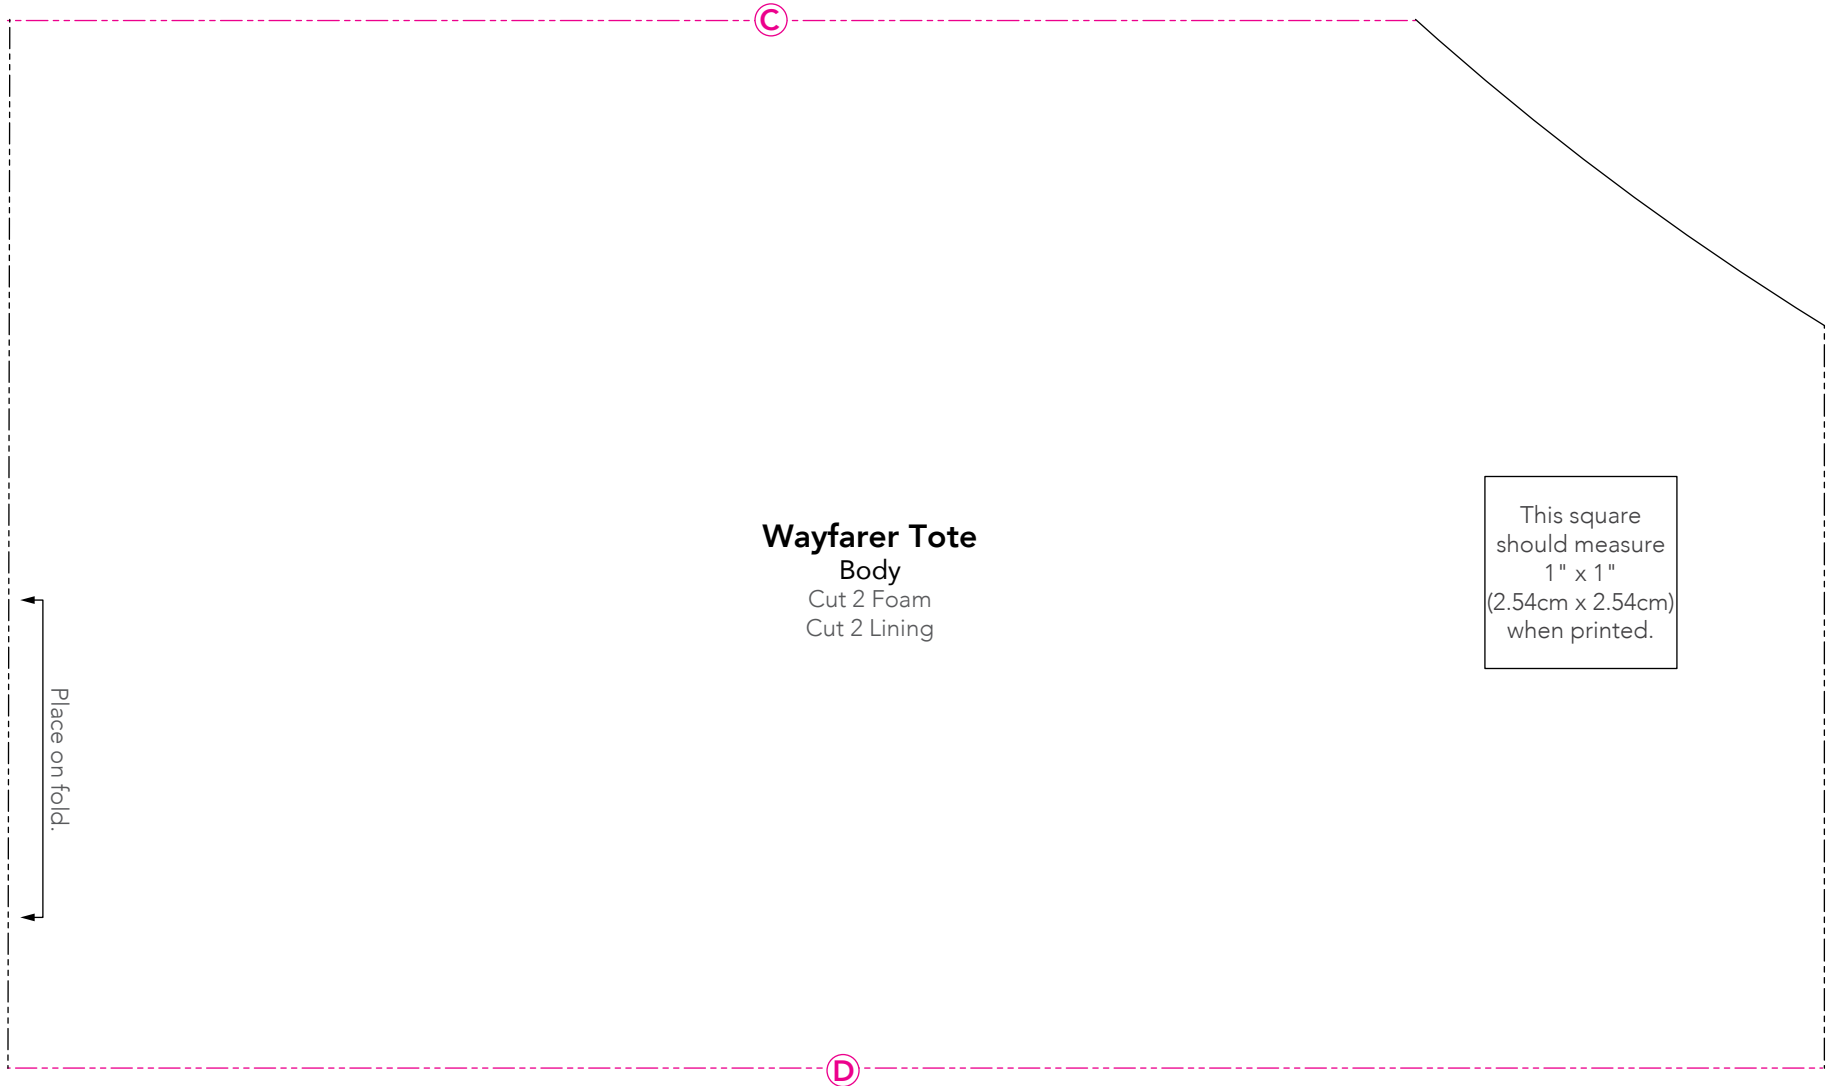 C
Wayfarer Tote
Body
Cut 2 Foam
Cut 2 Lining
This square
should measure
1" x 1"
(2.54cm x 2.54cm)
when printed.
Place on fold.
D